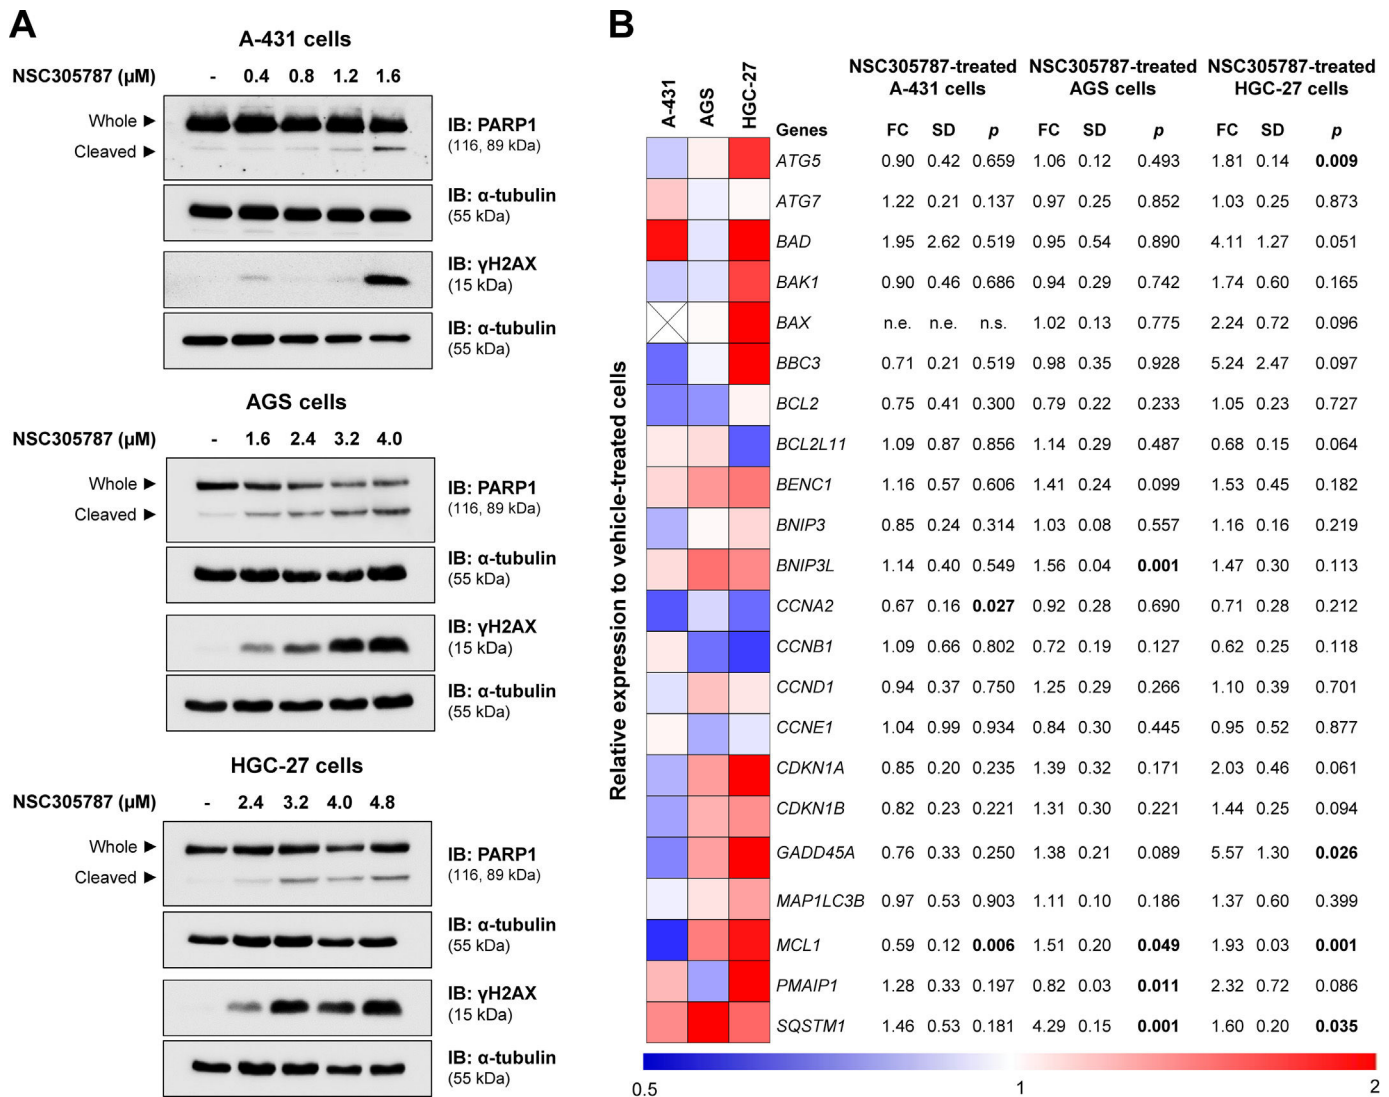 A
A-431 cells
NSC305787 (µM) - 0.4 0.8 1.2 1.6
Whole ►
Cleaved ►
IB: PARP1
(116, 89 kDa)
IB: α-tubulin
(55 kDa)
IB: γH2AX
(15 kDa)
IB: α-tubulin
(55 kDa)
AGS cells
NSC305787 (µM) - 1.6 2.4 3.2 4.0
Whole ►
Cleaved ►
IB: PARP1
(116, 89 kDa)
IB: α-tubulin
(55 kDa)
IB: γH2AX
(15 kDa)
IB: α-tubulin
(55 kDa)
HGC-27 cells
NSC305787 (µM) - 2.4 3.2 4.0 4.8
Whole ►
Cleaved ►
IB: PARP1
(116, 89 kDa)
IB: α-tubulin
(55 kDa)
IB: γH2AX
(15 kDa)
IB: α-tubulin
(55 kDa)
B
Relative expression to vehicle-treated cells
A-431 AGS HGC-27
NSC305787-treated NSC305787-treated NSC305787-treated
A-431 cells AGS cells HGC-27 cells
Genes FC SD p FC SD p FC SD p
ATG5 0.90 0.42 0.659 1.06 0.12 0.493 1.81 0.14 0.009
ATG7 1.22 0.21 0.137 0.97 0.25 0.852 1.03 0.25 0.873
BAD 1.95 2.62 0.519 0.95 0.54 0.890 4.11 1.27 0.051
BAK1 0.90 0.46 0.686 0.94 0.29 0.742 1.74 0.60 0.165
BAX n.e. n.e. n.s. 1.02 0.13 0.775 2.24 0.72 0.096
BBC3 0.71 0.21 0.519 0.98 0.35 0.928 5.24 2.47 0.097
BCL2 0.75 0.41 0.300 0.79 0.22 0.233 1.05 0.23 0.727
BCL2L11 1.09 0.87 0.856 1.14 0.29 0.487 0.68 0.15 0.064
BENC1 1.16 0.57 0.606 1.41 0.24 0.099 1.53 0.45 0.182
BNIP3 0.85 0.24 0.314 1.03 0.08 0.557 1.16 0.16 0.219
BNIP3L 1.14 0.40 0.549 1.56 0.04 0.001 1.47 0.30 0.113
CCNA2 0.67 0.16 0.027 0.92 0.28 0.690 0.71 0.28 0.212
CCNB1 1.09 0.66 0.802 0.72 0.19 0.127 0.62 0.25 0.118
CCND1 0.94 0.37 0.750 1.25 0.29 0.266 1.10 0.39 0.701
CCNE1 1.04 0.99 0.934 0.84 0.30 0.445 0.95 0.52 0.877
CDKN1A 0.85 0.20 0.235 1.39 0.32 0.171 2.03 0.46 0.061
CDKN1B 0.82 0.23 0.221 1.31 0.30 0.221 1.44 0.25 0.094
GADD45A 0.76 0.33 0.250 1.38 0.21 0.089 5.57 1.30 0.026
MAP1LC3B 0.97 0.53 0.903 1.11 0.10 0.186 1.37 0.60 0.399
MCL1 0.59 0.12 0.006 1.51 0.20 0.049 1.93 0.03 0.001
PMAIP1 1.28 0.33 0.197 0.82 0.03 0.011 2.32 0.72 0.086
SQSTM1 1.46 0.53 0.181 4.29 0.15 0.001 1.60 0.20 0.035
0.5 1 2